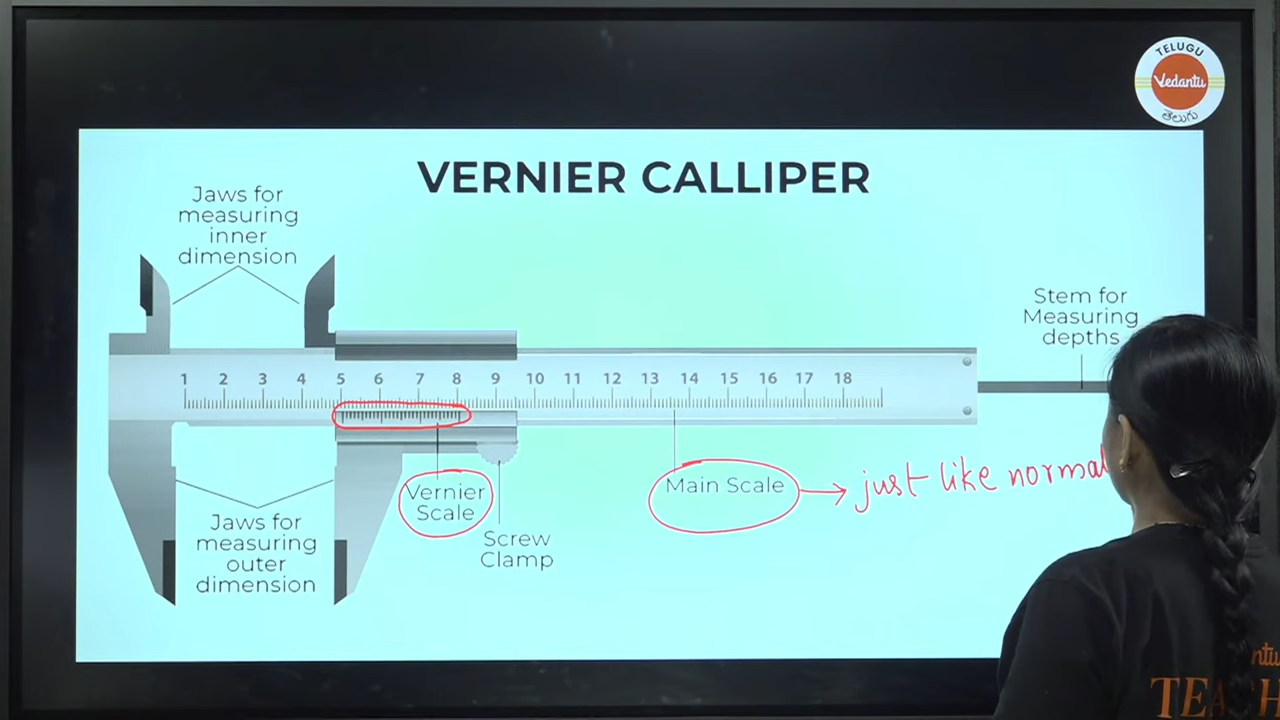 TELUGU
Vedantu
తెలుగు
VERNIER CALLIPER
Jaws for
measuring
inner
dimension
Stem for
Measuring
depths
1 2 3 4 5 6 7 8 9 10 11 12 13 14 15 16 17 18
Vernier
Scale
Main Scale → just like normal
Jaws for
measuring
outer
dimension
Screw
Clamp